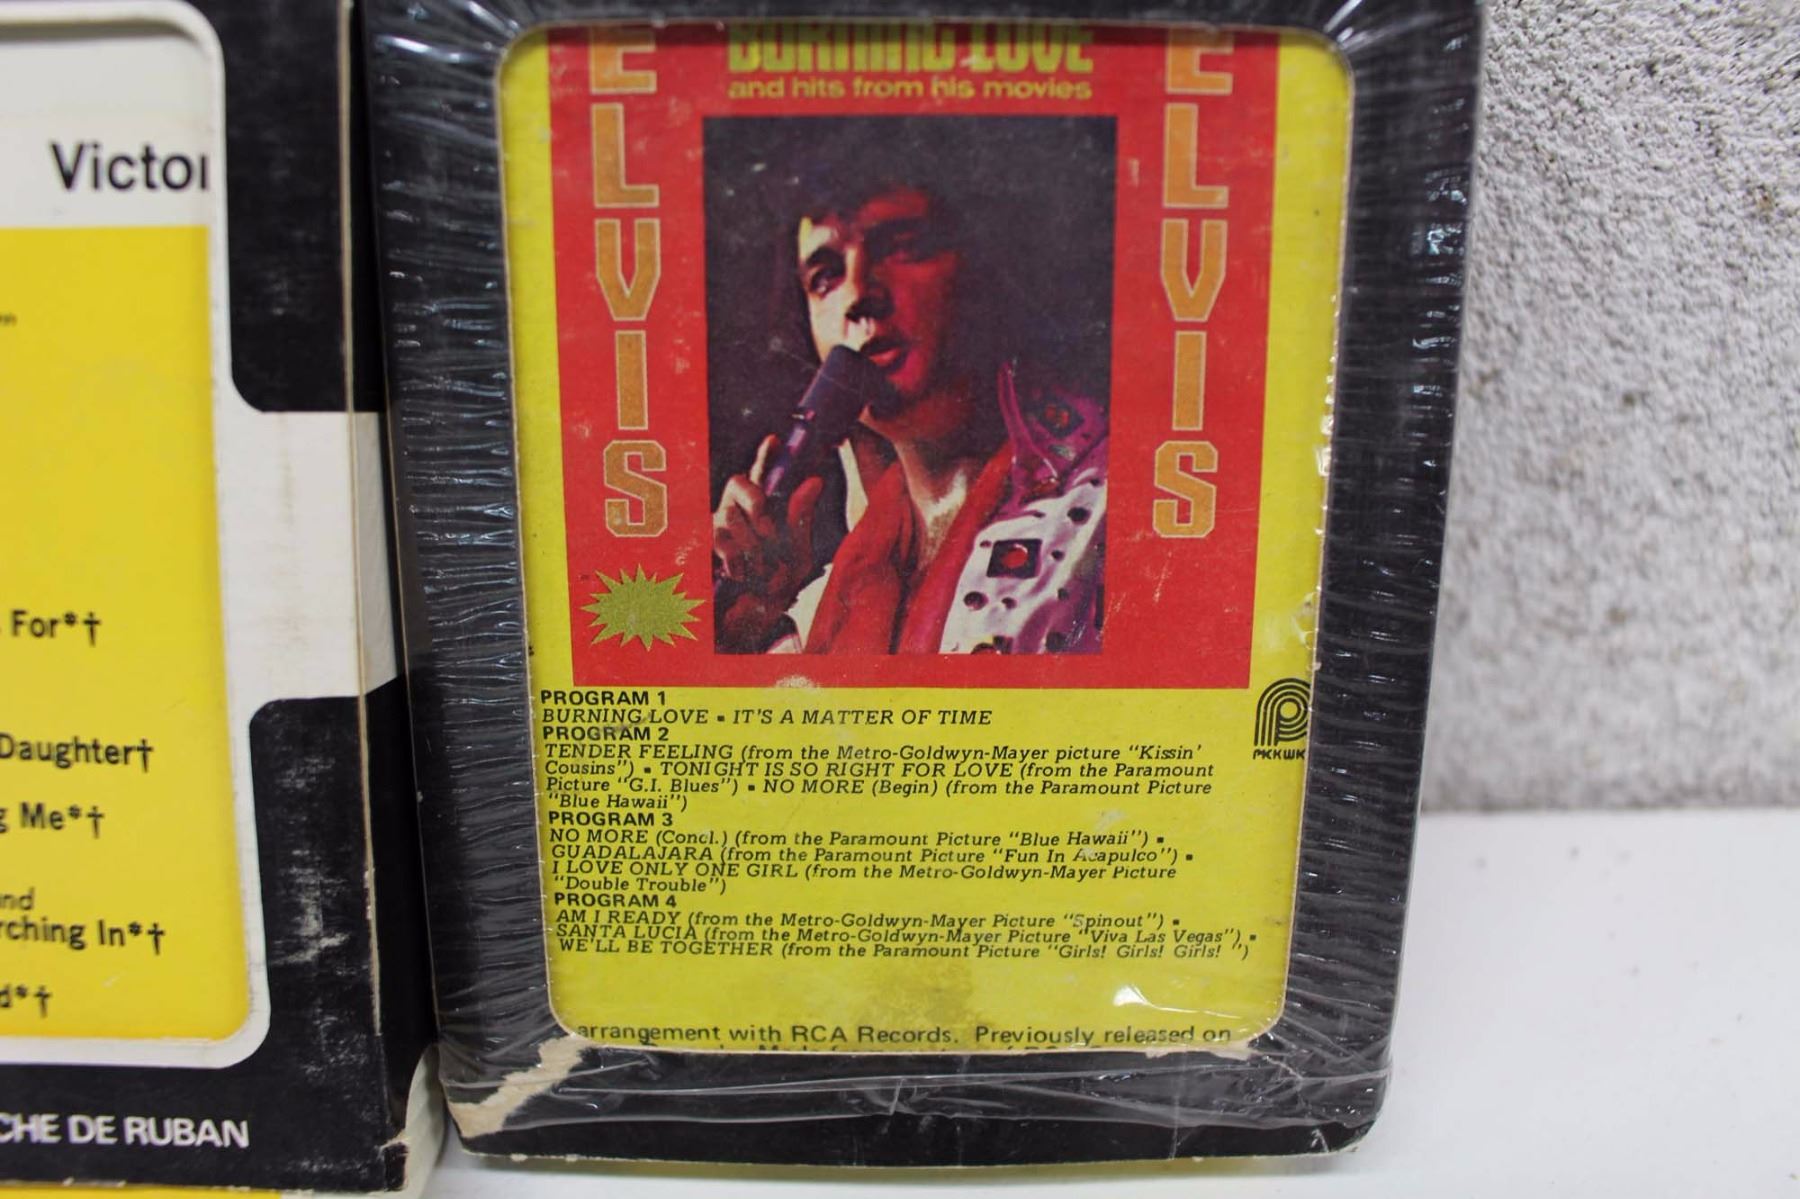 Victor
For*†
Daughter†
Me*†
nd
rching In*†
d*†
CHE DE RUBAN
ELVIS
BURNING LOVE
and hits from his movies
ELVIS
PROGRAM 1
BURNING LOVE ▪ IT'S A MATTER OF TIME
PROGRAM 2
TENDER FEELING (from the Metro-Goldwyn-Mayer picture "Kissin'
Cousins") ▪ TONIGHT IS SO RIGHT FOR LOVE (from the Paramount
Picture "G.I. Blues") ▪ NO MORE (Begin) (from the Paramount Picture
"Blue Hawaii")
PROGRAM 3
NO MORE (Concl.) (from the Paramount Picture "Blue Hawaii") ▪
GUADALAJARA (from the Paramount Picture "Fun In Acapulco") ▪
I LOVE ONLY ONE GIRL (from the Metro-Goldwyn-Mayer Picture
"Double Trouble")
PROGRAM 4
AM I READY (from the Metro-Goldwyn-Mayer Picture "Spinout") ▪
SANTA LUCIA (from the Metro-Goldwyn-Mayer Picture "Viva Las Vegas") ▪
WE'LL BE TOGETHER (from the Paramount Picture "Girls! Girls! Girls! ")
arrangement with RCA Records. Previously released on